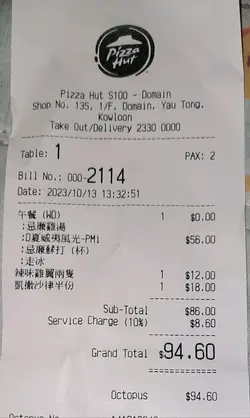 Pizza Hut
Pizza Hut S100 - Domain
Shop No. 135, 1/F, Domain, Yau Tong,
Kowloon
Take Out/Delivery 2330 0000
Table: 1 PAX: 2
Bill No.: 000-2114
Date: 2023/10/13 13:32:51
午餐 (WD) 1 $0.00
:忌廉雞湯
:D夏威夷風光-PM1 $56.00
:忌廉梳打 (杯)
:走冰
辣味雞翼兩隻 1 $12.00
凱撒沙律半份 1 $18.00
Sub-Total $86.00
Service Charge (10%) $8.60
Grand Total $94.60
Octopus $94.60